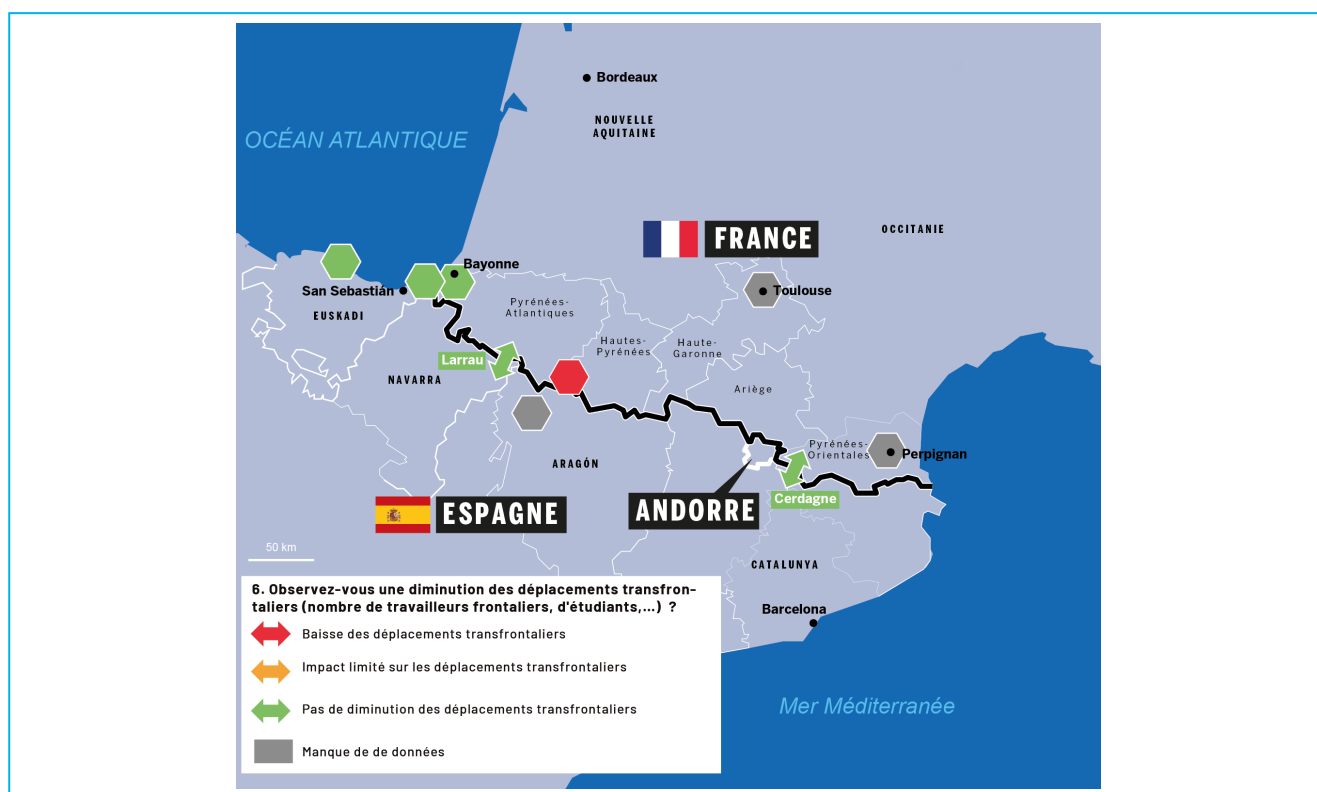 Bordeaux
NOUVELLE
AQUITAINE
OCÉAN ATLANTIQUE
OCCITANIE
FRANCE
Bayonne
San Sebastián
Toulouse
EUSKADI
Pyrénées-
Atlantiques
Hautes-
Pyrénées
Haute-
Garonne
Larrau
NAVARRA
Ariège
Pyrénées-
Orientales
Perpignan
ARAGÓN
Cerdagne
ESPAGNE
ANDORRE
50 km
CATALUNYA
Barcelona
6. Observez-vous une diminution des déplacements transfron-
taliers (nombre de travailleurs frontaliers, d'étudiants,...) ?
Baisse des déplacements transfrontaliers
Impact limité sur les déplacements transfrontaliers
Pas de diminution des déplacements transfrontaliers
Manque de de données
Mer Méditerranée